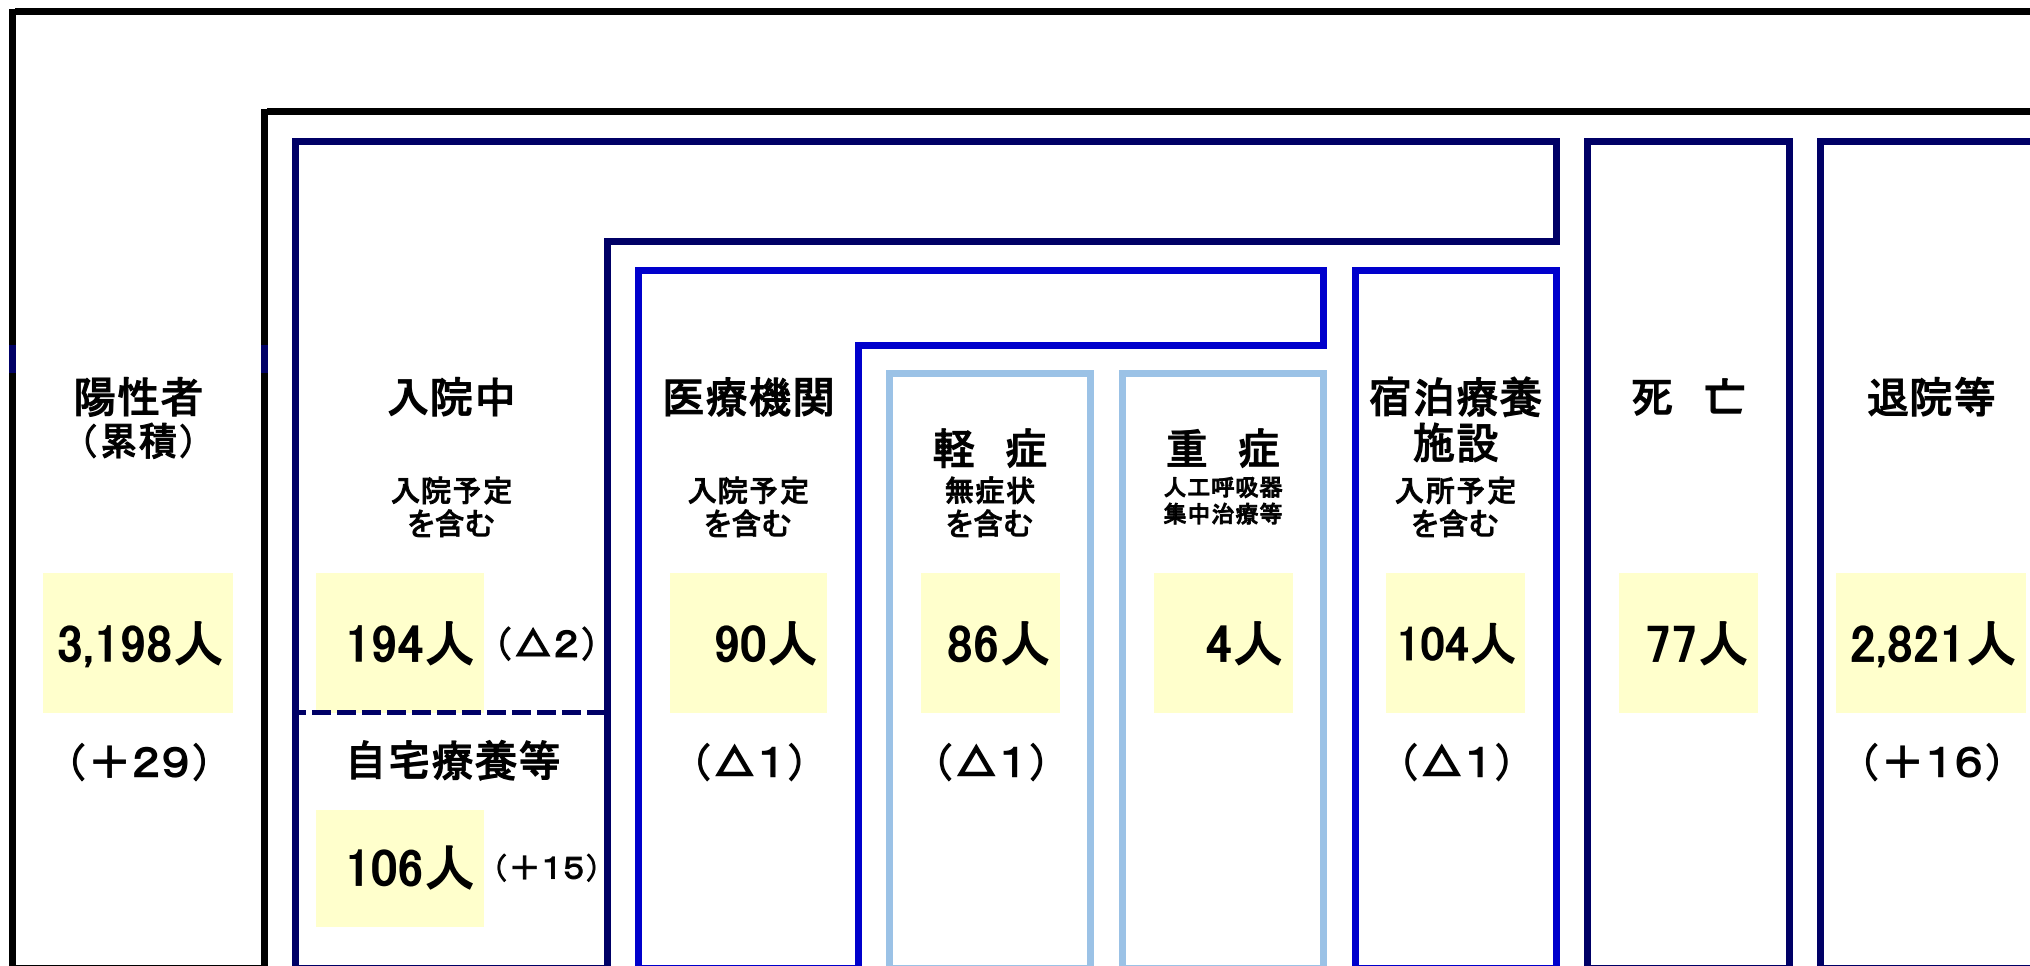 陽性者
（累積）
3,198人
（＋29）
入院中
入院予定
を含む
194人 （△2）
自宅療養等
106人 （＋15）
医療機関
入院予定
を含む
90人
（△1）
軽 症
無症状
を含む
86人
（△1）
重 症
人工呼吸器
集中治療等
4人
宿泊療養
施設
入所予定
を含む
104人
（△1）
死 亡
77人
退院等
2,821人
（＋16）